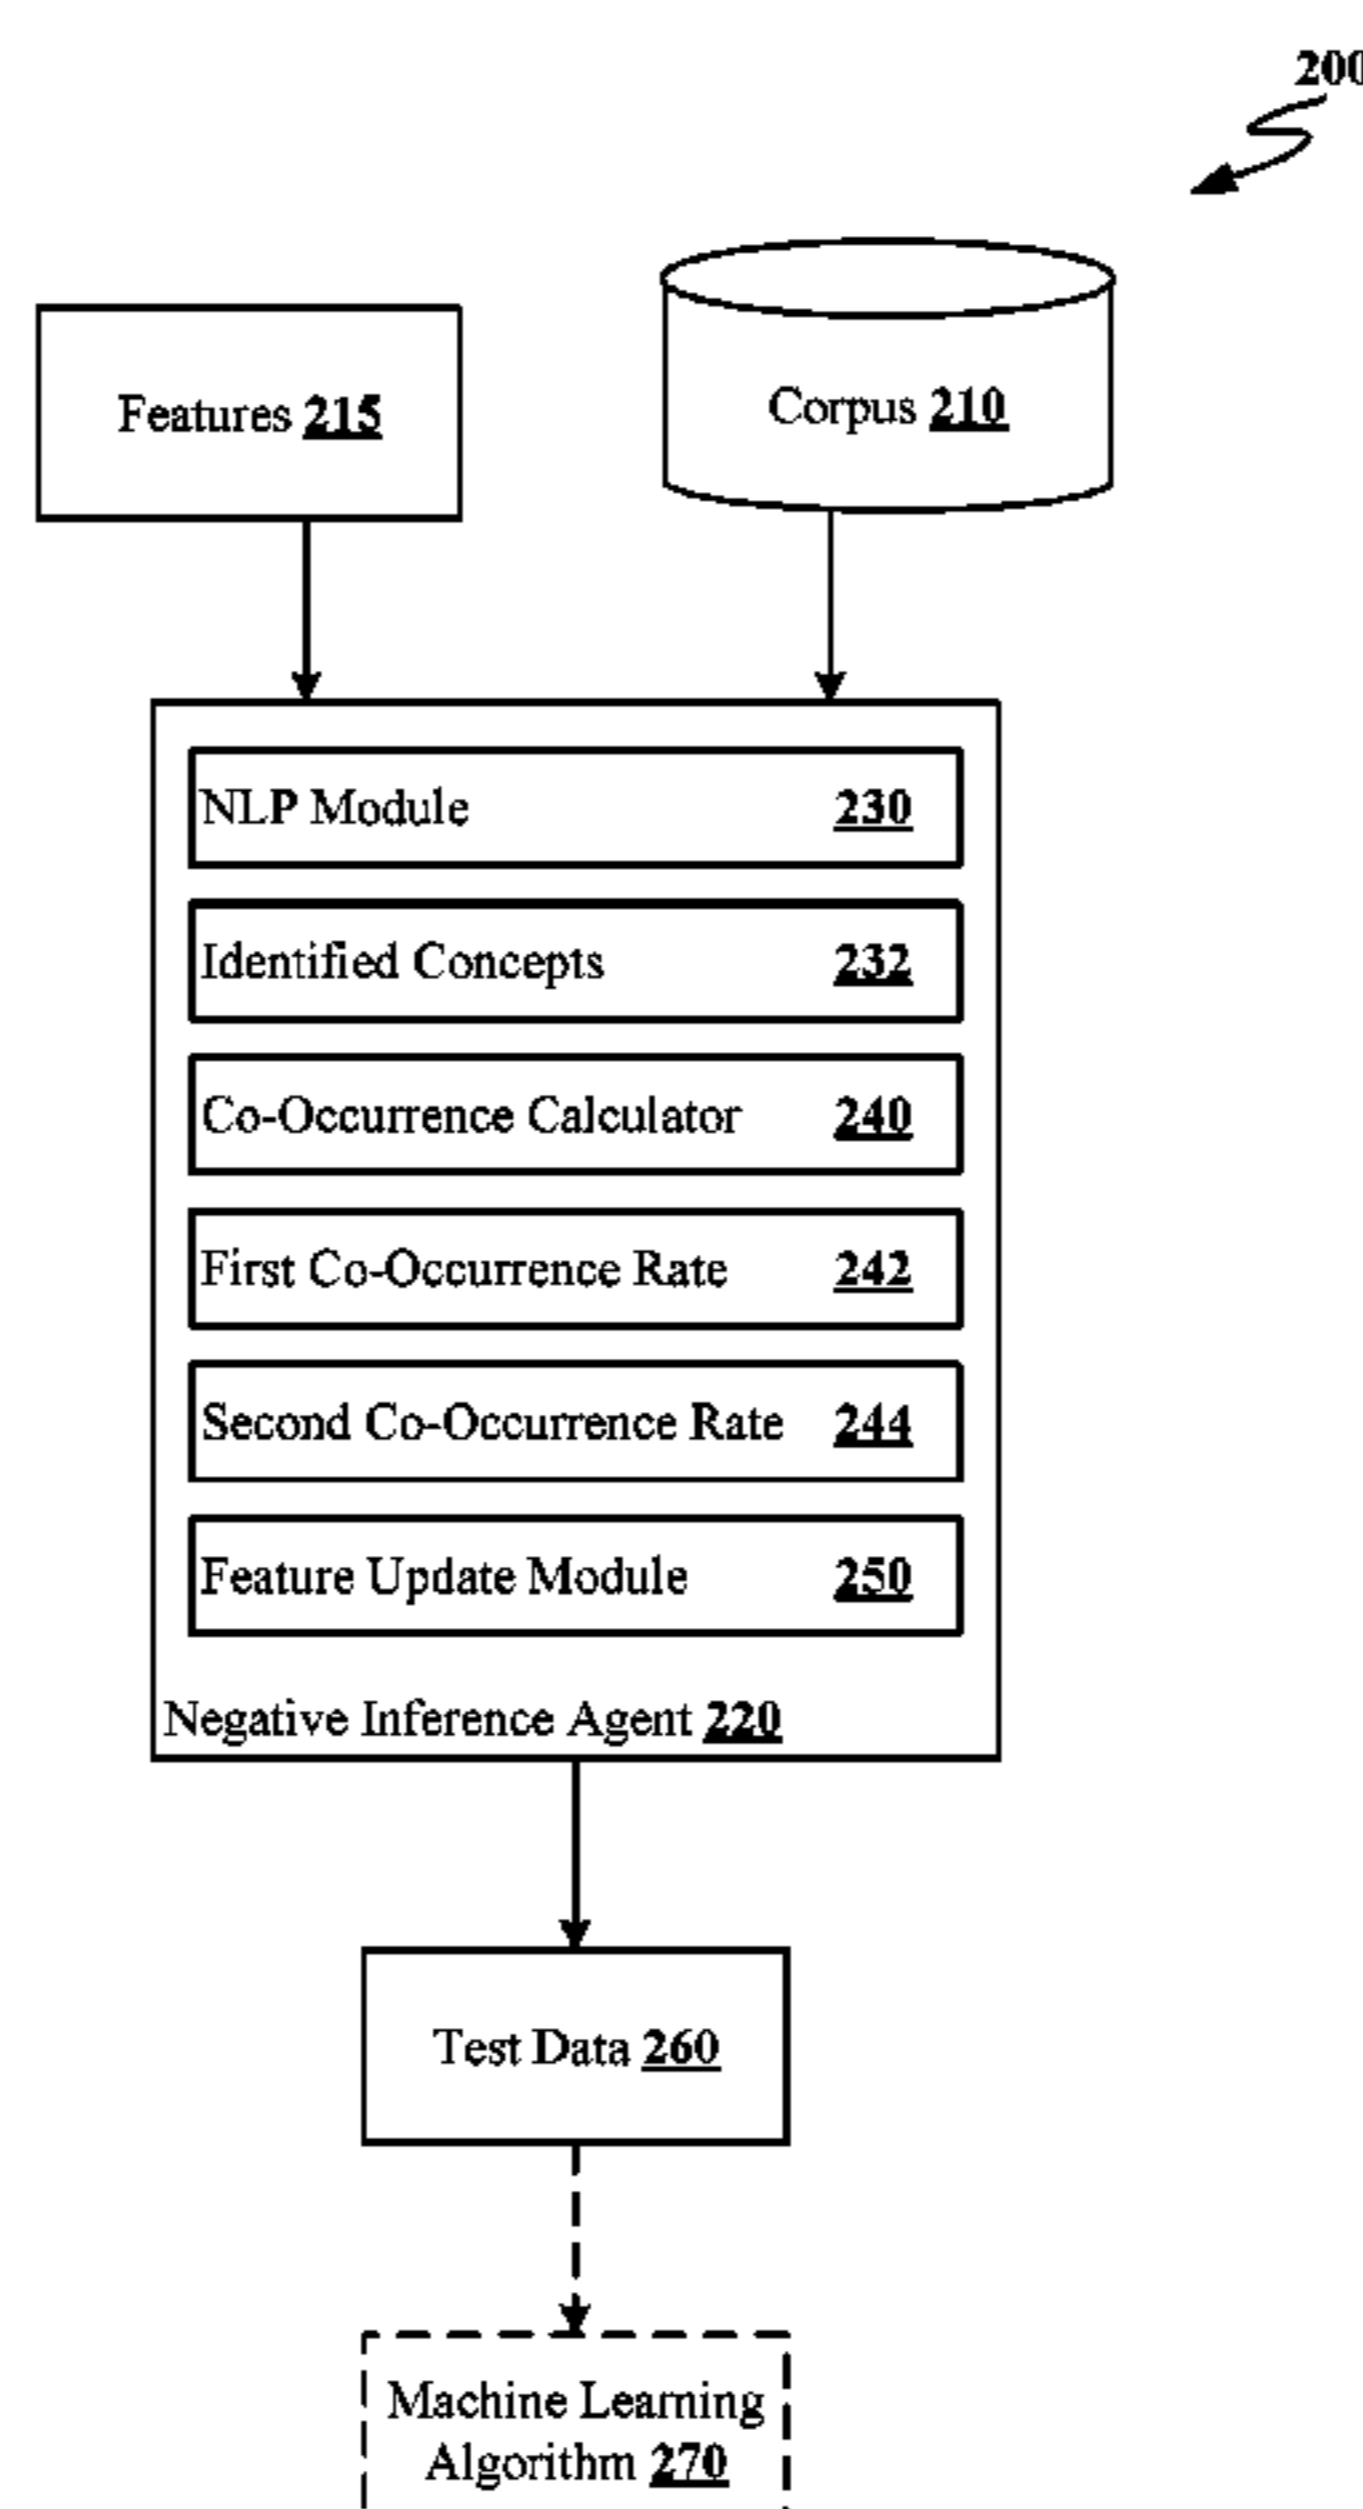 200
Features 215
Corpus 210
NLP Module 230
Identified Concepts 232
Co-Occurrence Calculator 240
First Co-Occurrence Rate 242
Second Co-Occurrence Rate 244
Feature Update Module 250
Negative Inference Agent 220
Test Data 260
Machine Learning
Algorithm 270